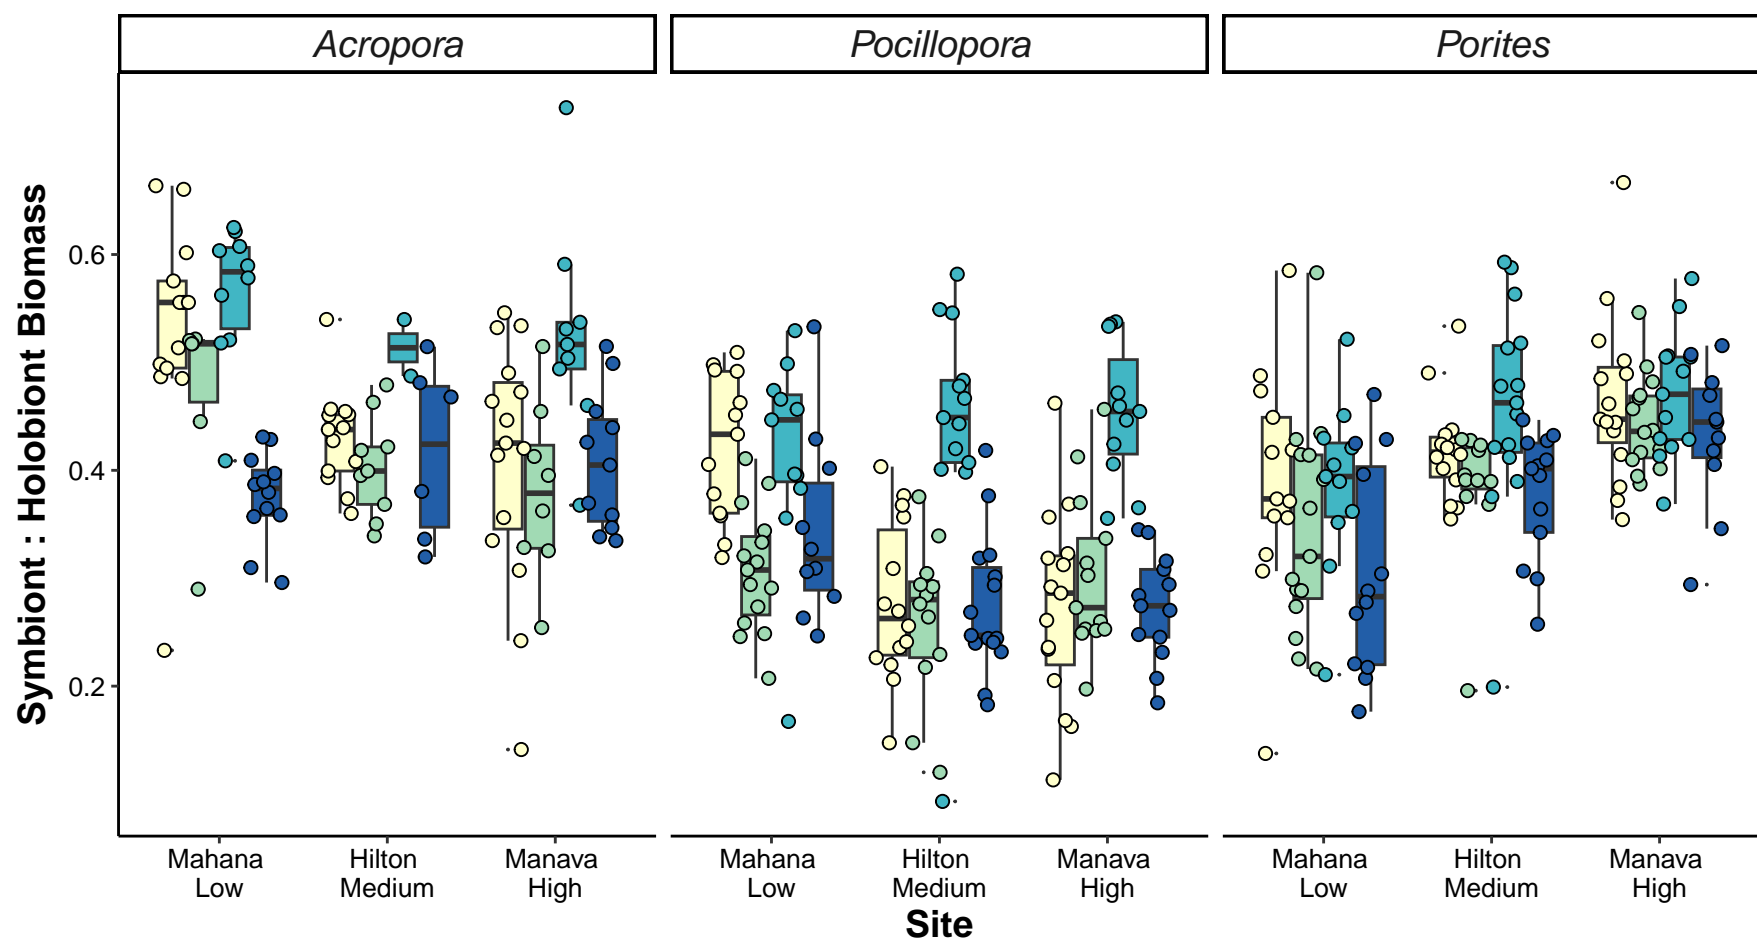 Acropora
Pocillopora
Porites
Symbiont : Holobiont Biomass
0.6
0.4
0.2
Mahana
Low
Hilton
Medium
Manava
High
Mahana
Low
Hilton
Medium
Manava
High
Mahana
Low
Hilton
Medium
Manava
High
Site